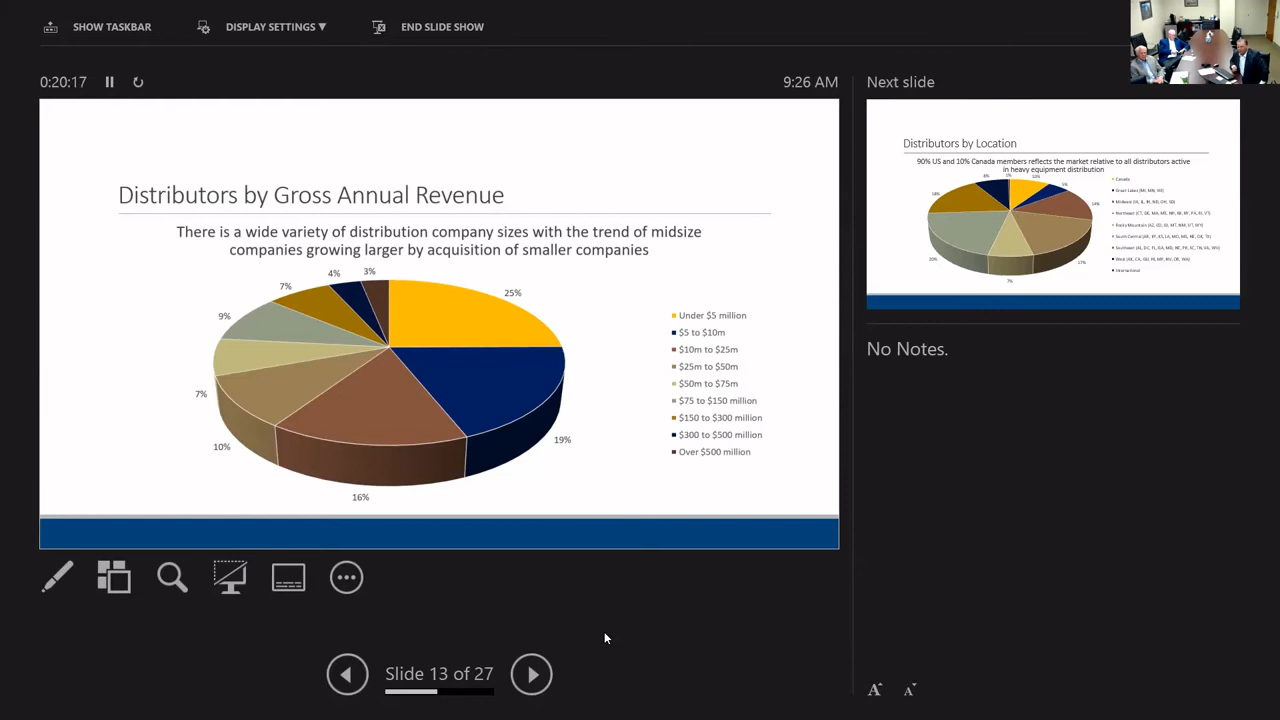 SHOW TASKBAR
DISPLAY SETTINGS ▼
END SLIDE SHOW
0:20:17
9:26 AM
Distributors by Gross Annual Revenue
There is a wide variety of distribution company sizes with the trend of midsize
companies growing larger by acquisition of smaller companies
3%
4%
7%
25%
9%
7%
10%
19%
16%
Under $5 million
$5 to $10m
$10m to $25m
$25m to $50m
$50m to $75m
$75 to $150 million
$150 to $300 million
$300 to $500 million
Over $500 million
Slide 13 of 27
Next slide
Distributors by Location
90% US and 10% Canada members reflects the market relative to all distributors active
in heavy equipment distribution
17%
7%
Canada
International
No Notes.
A
A